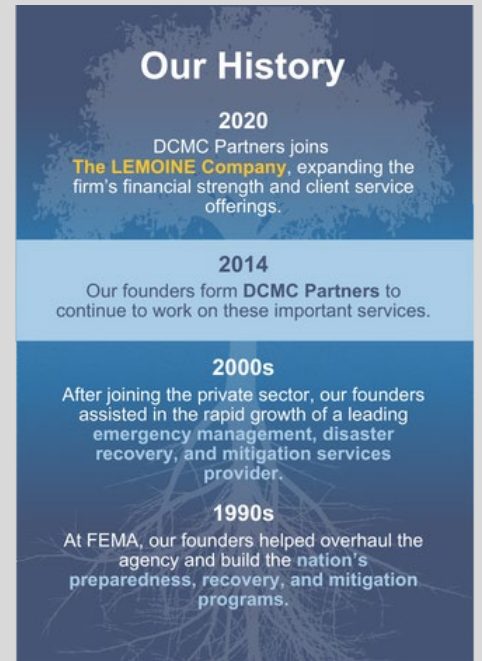 Our History
2020
DCMC Partners joins
The LEMOINE Company, expanding the
firm's financial strength and client service
offerings.
2014
Our founders form DCMC Partners to
continue to work on these important services.
2000s
After joining the private sector, our founders
assisted in the rapid growth of a leading
emergency management, disaster
recovery, and mitigation services
provider.
1990s
At FEMA, our founders helped overhaul the
agency and build the nation's
preparedness, recovery, and mitigation
programs.